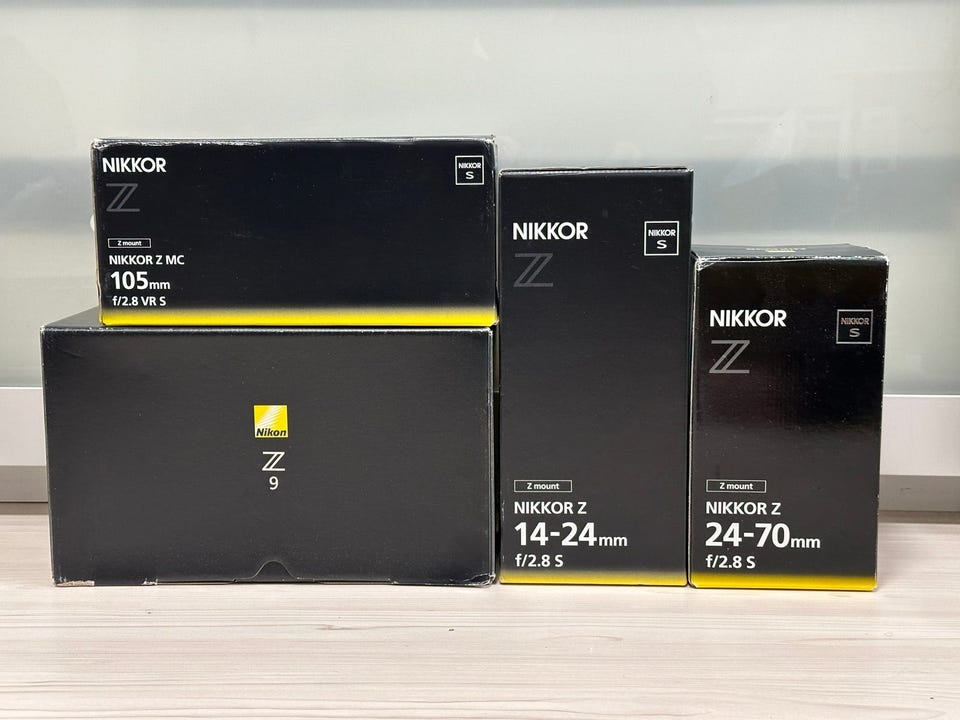 NIKKOR
Z
NIKKOR
S
Z mount
NIKKOR Z MC
105mm
f/2.8 VR S
Nikon
Z
9
NIKKOR
Z
NIKKOR
S
Z mount
NIKKOR Z
14-24mm
f/2.8 S
NIKKOR
Z
NIKKOR
S
Z mount
NIKKOR Z
24-70mm
f/2.8 S